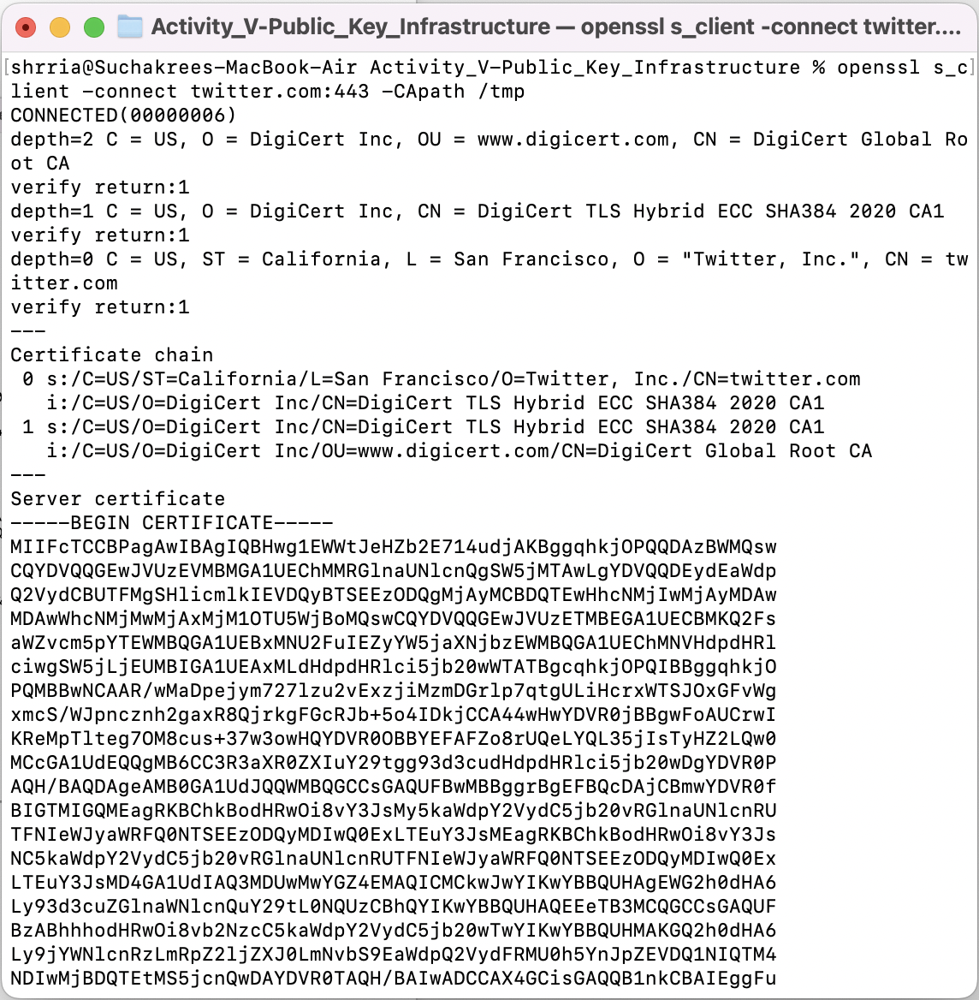 Activity_V-Public_Key_Infrastructure — openssl s_client -connect twitter....
[shrria@Suchakrees-MacBook-Air Activity_V-Public_Key_Infrastructure % openssl s_c]
lient -connect twitter.com:443 -CApath /tmp
CONNECTED(00000006)
depth=2 C = US, O = DigiCert Inc, OU = www.digicert.com, CN = DigiCert Global Ro
ot CA
verify return:1
depth=1 C = US, O = DigiCert Inc, CN = DigiCert TLS Hybrid ECC SHA384 2020 CA1
verify return:1
depth=0 C = US, ST = California, L = San Francisco, O = "Twitter, Inc.", CN = tw
itter.com
verify return:1
---
Certificate chain
 0 s:/C=US/ST=California/L=San Francisco/O=Twitter, Inc./CN=twitter.com
   i:/C=US/O=DigiCert Inc/CN=DigiCert TLS Hybrid ECC SHA384 2020 CA1
 1 s:/C=US/O=DigiCert Inc/CN=DigiCert TLS Hybrid ECC SHA384 2020 CA1
   i:/C=US/O=DigiCert Inc/OU=www.digicert.com/CN=DigiCert Global Root CA
---
Server certificate
-----BEGIN CERTIFICATE-----
MIIFcTCCBPagAwIBAgIQBHwg1EWWtJeHZb2E714udjAKBggqhkjOPQQDAzBWMQsw
CQYDVQQGEwJVUzEVMBMGA1UEChMMRGlnaUNlcnQgSW5jMTAwLgYDVQQDEydEaWdp
Q2VydCBUTFMgSHlicmlkIEVDQyBTSEEzODQgMjAyMCBDQTEwHhcNMjIwMjAyMDAw
MDAwWhcNMjMwMjAxMjM1OTU5WjBoMQswCQYDVQQGEwJVUzETMBEGA1UECBMKQ2Fs
aWZvcm5pYTEWMBQGA1UEBxMNU2FuIEZyYW5jaXNjbzEWMBQGA1UEChMNVHdpdHRl
ciwgSW5jLjEUMBIGA1UEAxMLdHdpdHRlci5jb20wWTATBgcqhkjOPQIBBggqhkjO
PQMBBwNCAAR/wMaDpejym727lzu2vExzjiMzmDGrlp7qtgULiHcrxWTSJOxGFvWg
xmcS/WJpncznh2gaxR8QjrkgFGcRJb+5o4IDkjCCA44wHwYDVR0jBBgwFoAUCrwI
KReMpTlteg7OM8cus+37w3owHQYDVR0OBBYEFAFZo8rUQeLYQL35jIsTyHZ2LQw0
MCcGA1UdEQQgMB6CC3R3aXR0ZXIuY29tgg93d3cudHdpdHRlci5jb20wDgYDVR0P
AQH/BAQDAgeAMB0GA1UdJQQWMBQGCCsGAQUFBwMBBggrBgEFBQcDAjCBmwYDVR0f
BIGTMIGQMEagRKBChkBodHRwOi8vY3JsMy5kaWdpY2VydC5jb20vRGlnaUNlcnRU
TFNIeWJyaWRFQ0NTSEEzODQyMDIwQ0ExLTEuY3JsMEagRKBChkBodHRwOi8vY3Js
NC5kaWdpY2VydC5jb20vRGlnaUNlcnRUTFNIeWJyaWRFQ0NTSEEzODQyMDIwQ0Ex
LTEuY3JsMD4GA1UdIAQ3MDUwMwYGZ4EMAQICMCkwJwYIKwYBBQUHAgEWG2h0dHA6
Ly93d3cuZGlnaWNlcnQuY29tL0NQUzCBhQYIKwYBBQUHAQEEeTB3MCQGCCsGAQUF
BzABhhhodHRwOi8vb2NzcC5kaWdpY2VydC5jb20wTwYIKwYBBQUHMAKGQ2h0dHA6
Ly9jYWNlcnRzLmRpZ2ljZXJ0LmNvbS9EaWdpQ2VydFRMU0h5YnJpZEVDQ1NIQTM4
NDIwMjBDQTEtMS5jcnQwDAYDVR0TAQH/BAIwADCCAX4GCisGAQQB1nkCBAIEggFu